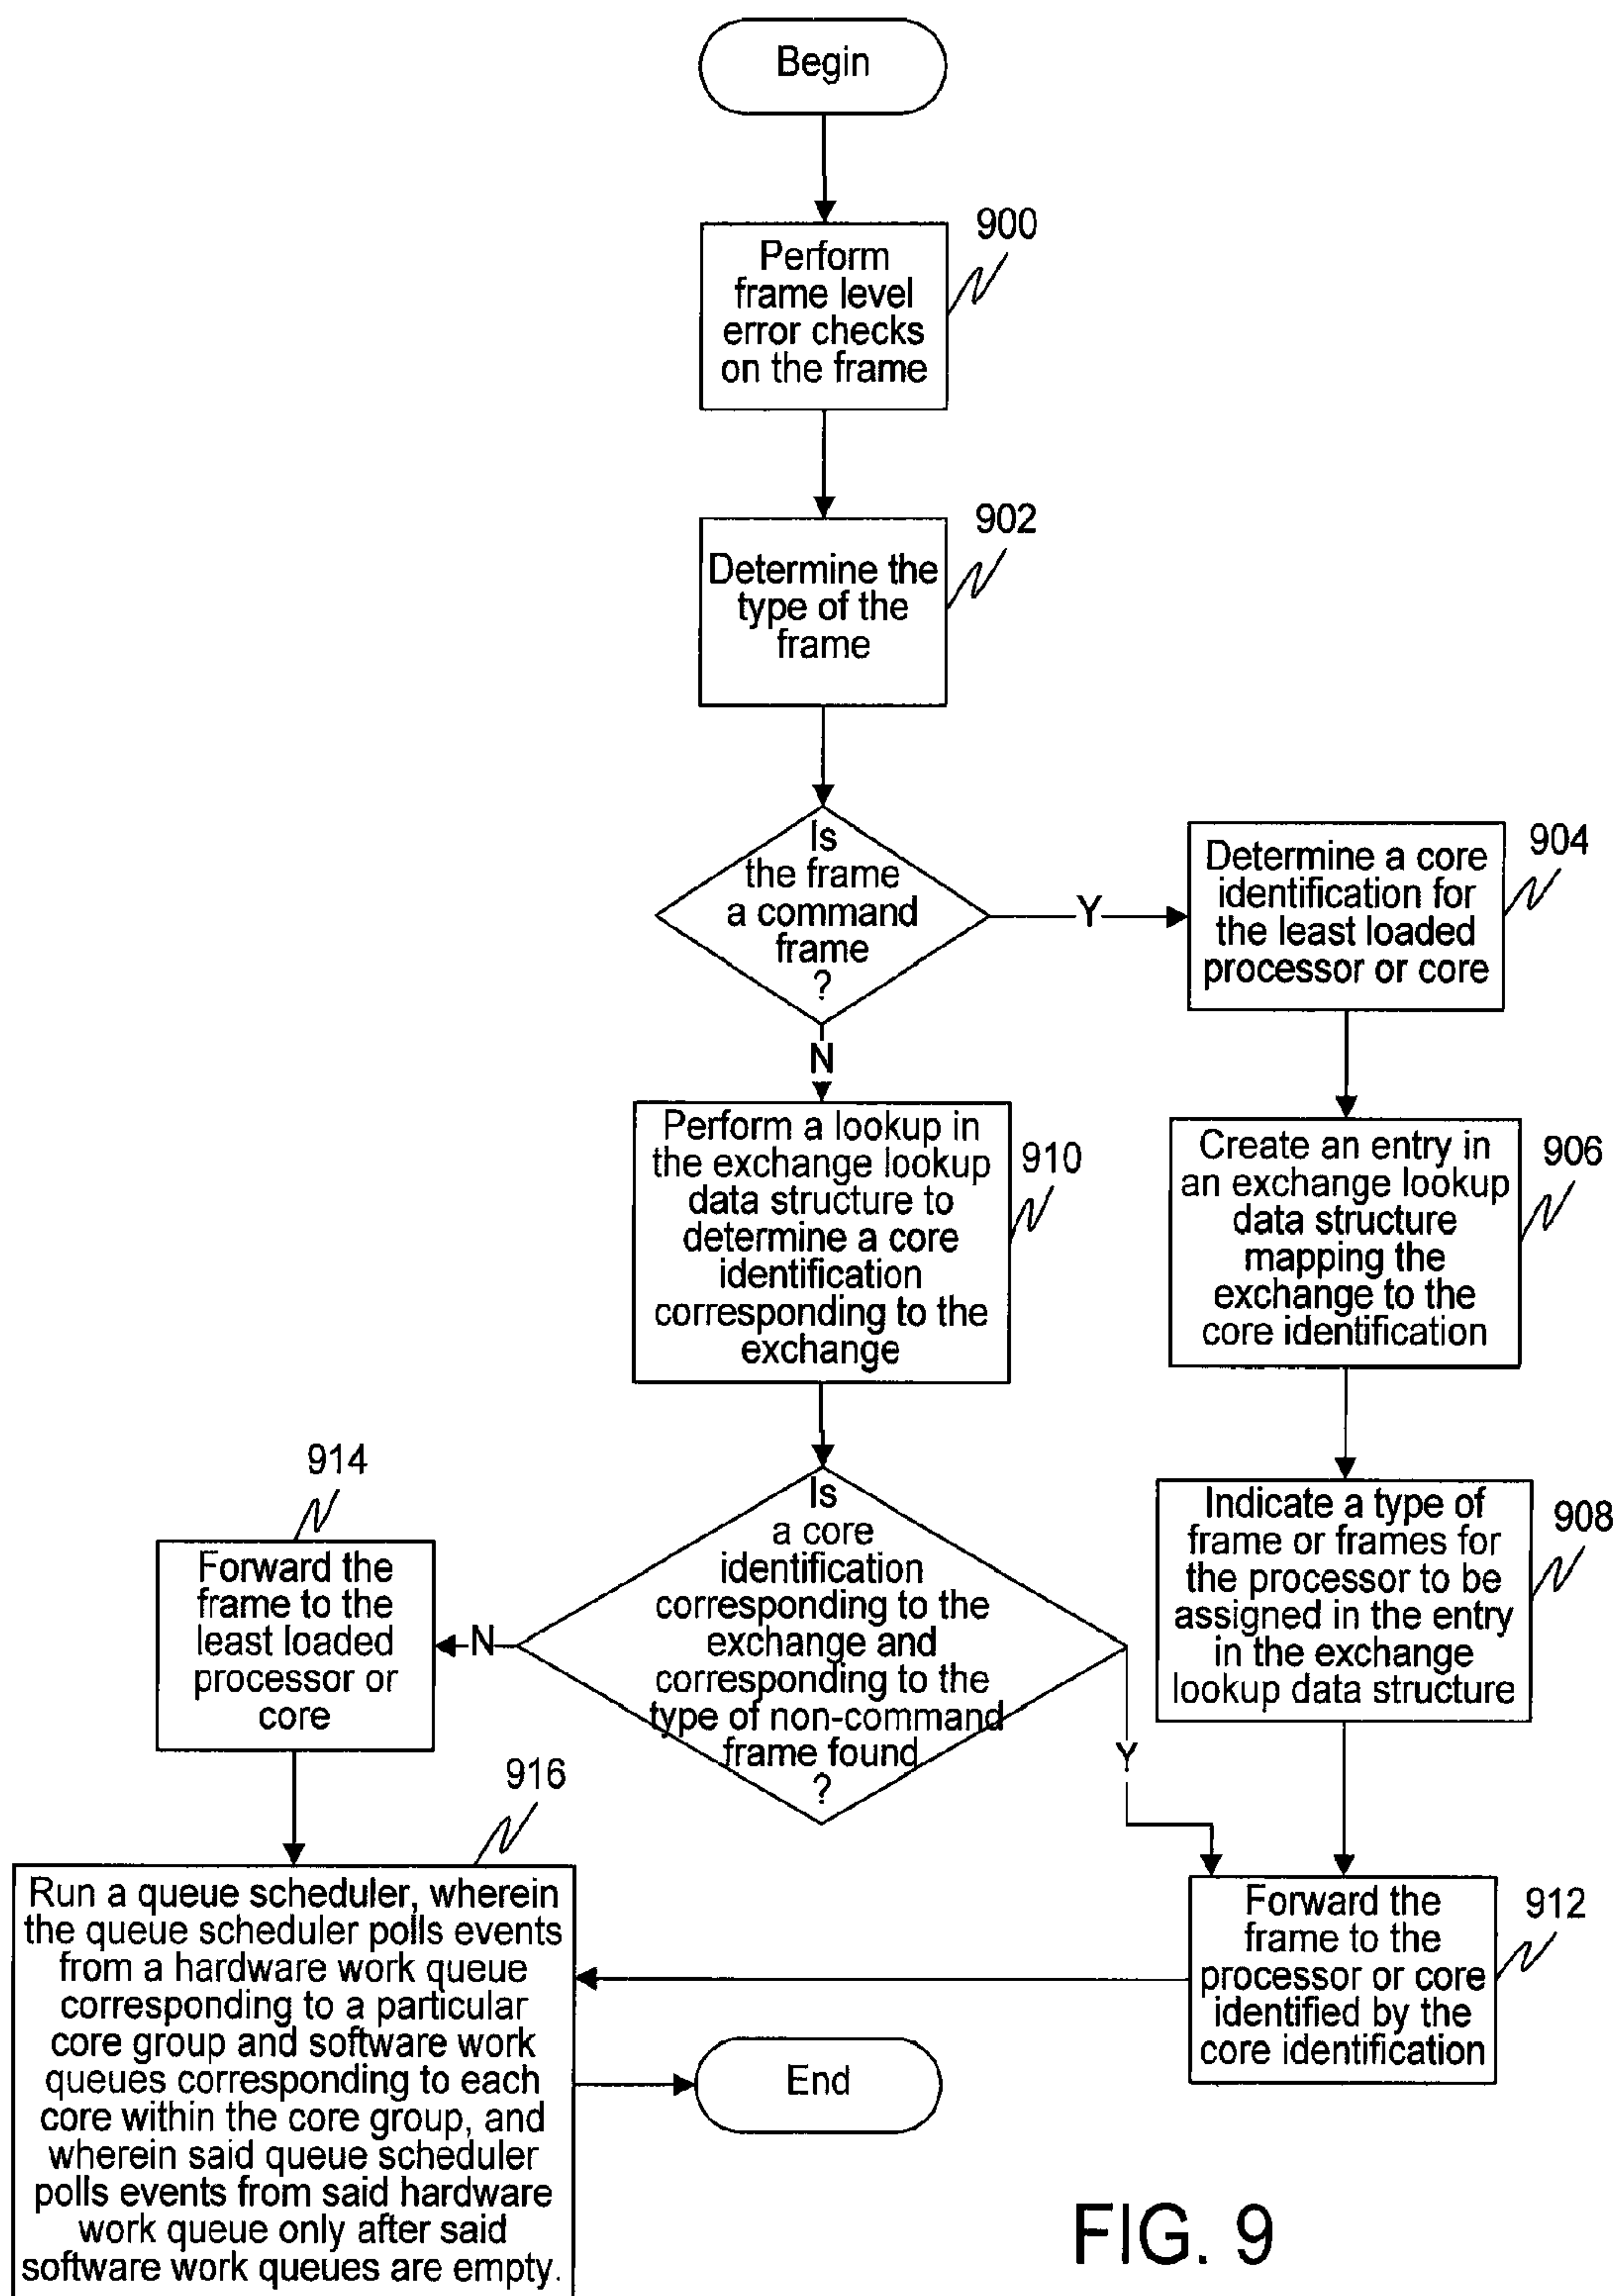 Begin
900
Perform
frame level
error checks
on the frame
902
Determine the
type of the
frame
Is
the frame
a command
frame
?
Y
904
Determine a core
identification for
the least loaded
processor or core
N
910
Perform a lookup in
the exchange lookup
data structure to
determine a core
identification
corresponding to the
exchange
906
Create an entry in
an exchange lookup
data structure
mapping the
exchange to the
core identification
914
Forward the
frame to the
least loaded
processor or
core
N
Is
a core
identification
corresponding to the
exchange and
corresponding to the
type of non-command
frame found
?
Y
908
Indicate a type of
frame or frames for
the processor to be
assigned in the entry
in the exchange
lookup data structure
916
Run a queue scheduler, wherein
the queue scheduler polls events
from a hardware work queue
corresponding to a particular
core group and software work
queues corresponding to each
core within the core group, and
wherein said queue scheduler
polls events from said hardware
work queue only after said
software work queues are empty.
912
Forward the
frame to the
processor or core
identified by the
core identification
End
FIG. 9